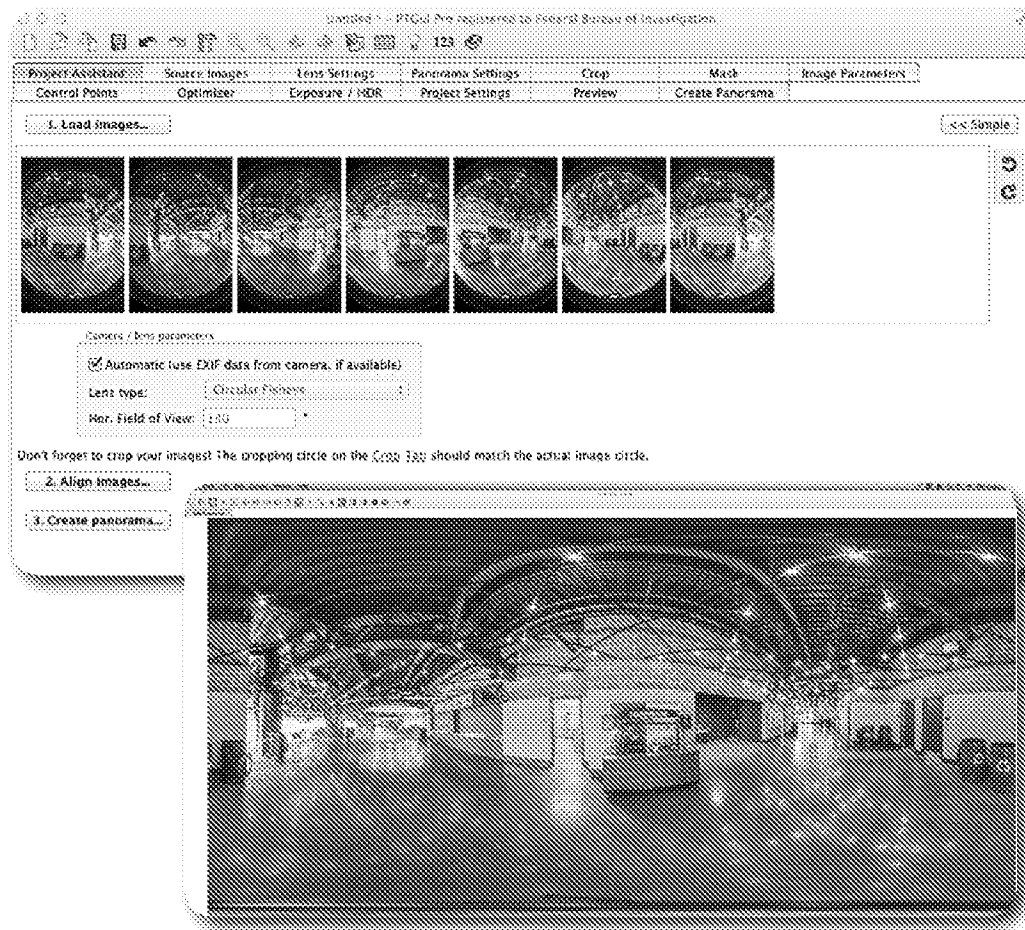 Untitled * - PTGui Pro registered to Federal Bureau of Investigation
123
Project Assistant Source Images Lens Settings Panorama Settings Crop Mask Image Parameters
Control Points Optimizer Exposure / HDR Project Settings Preview Create Panorama
1. Load images...
<< Simple
Camera / lens parameters
Automatic (use EXIF data from camera, if available)
Lens type: Circular Fisheye
Hor. Field of View: °
Don't forget to crop your images! The cropping circle on the Crop Tab should match the actual image circle.
2. Align images...
3. Create panorama...